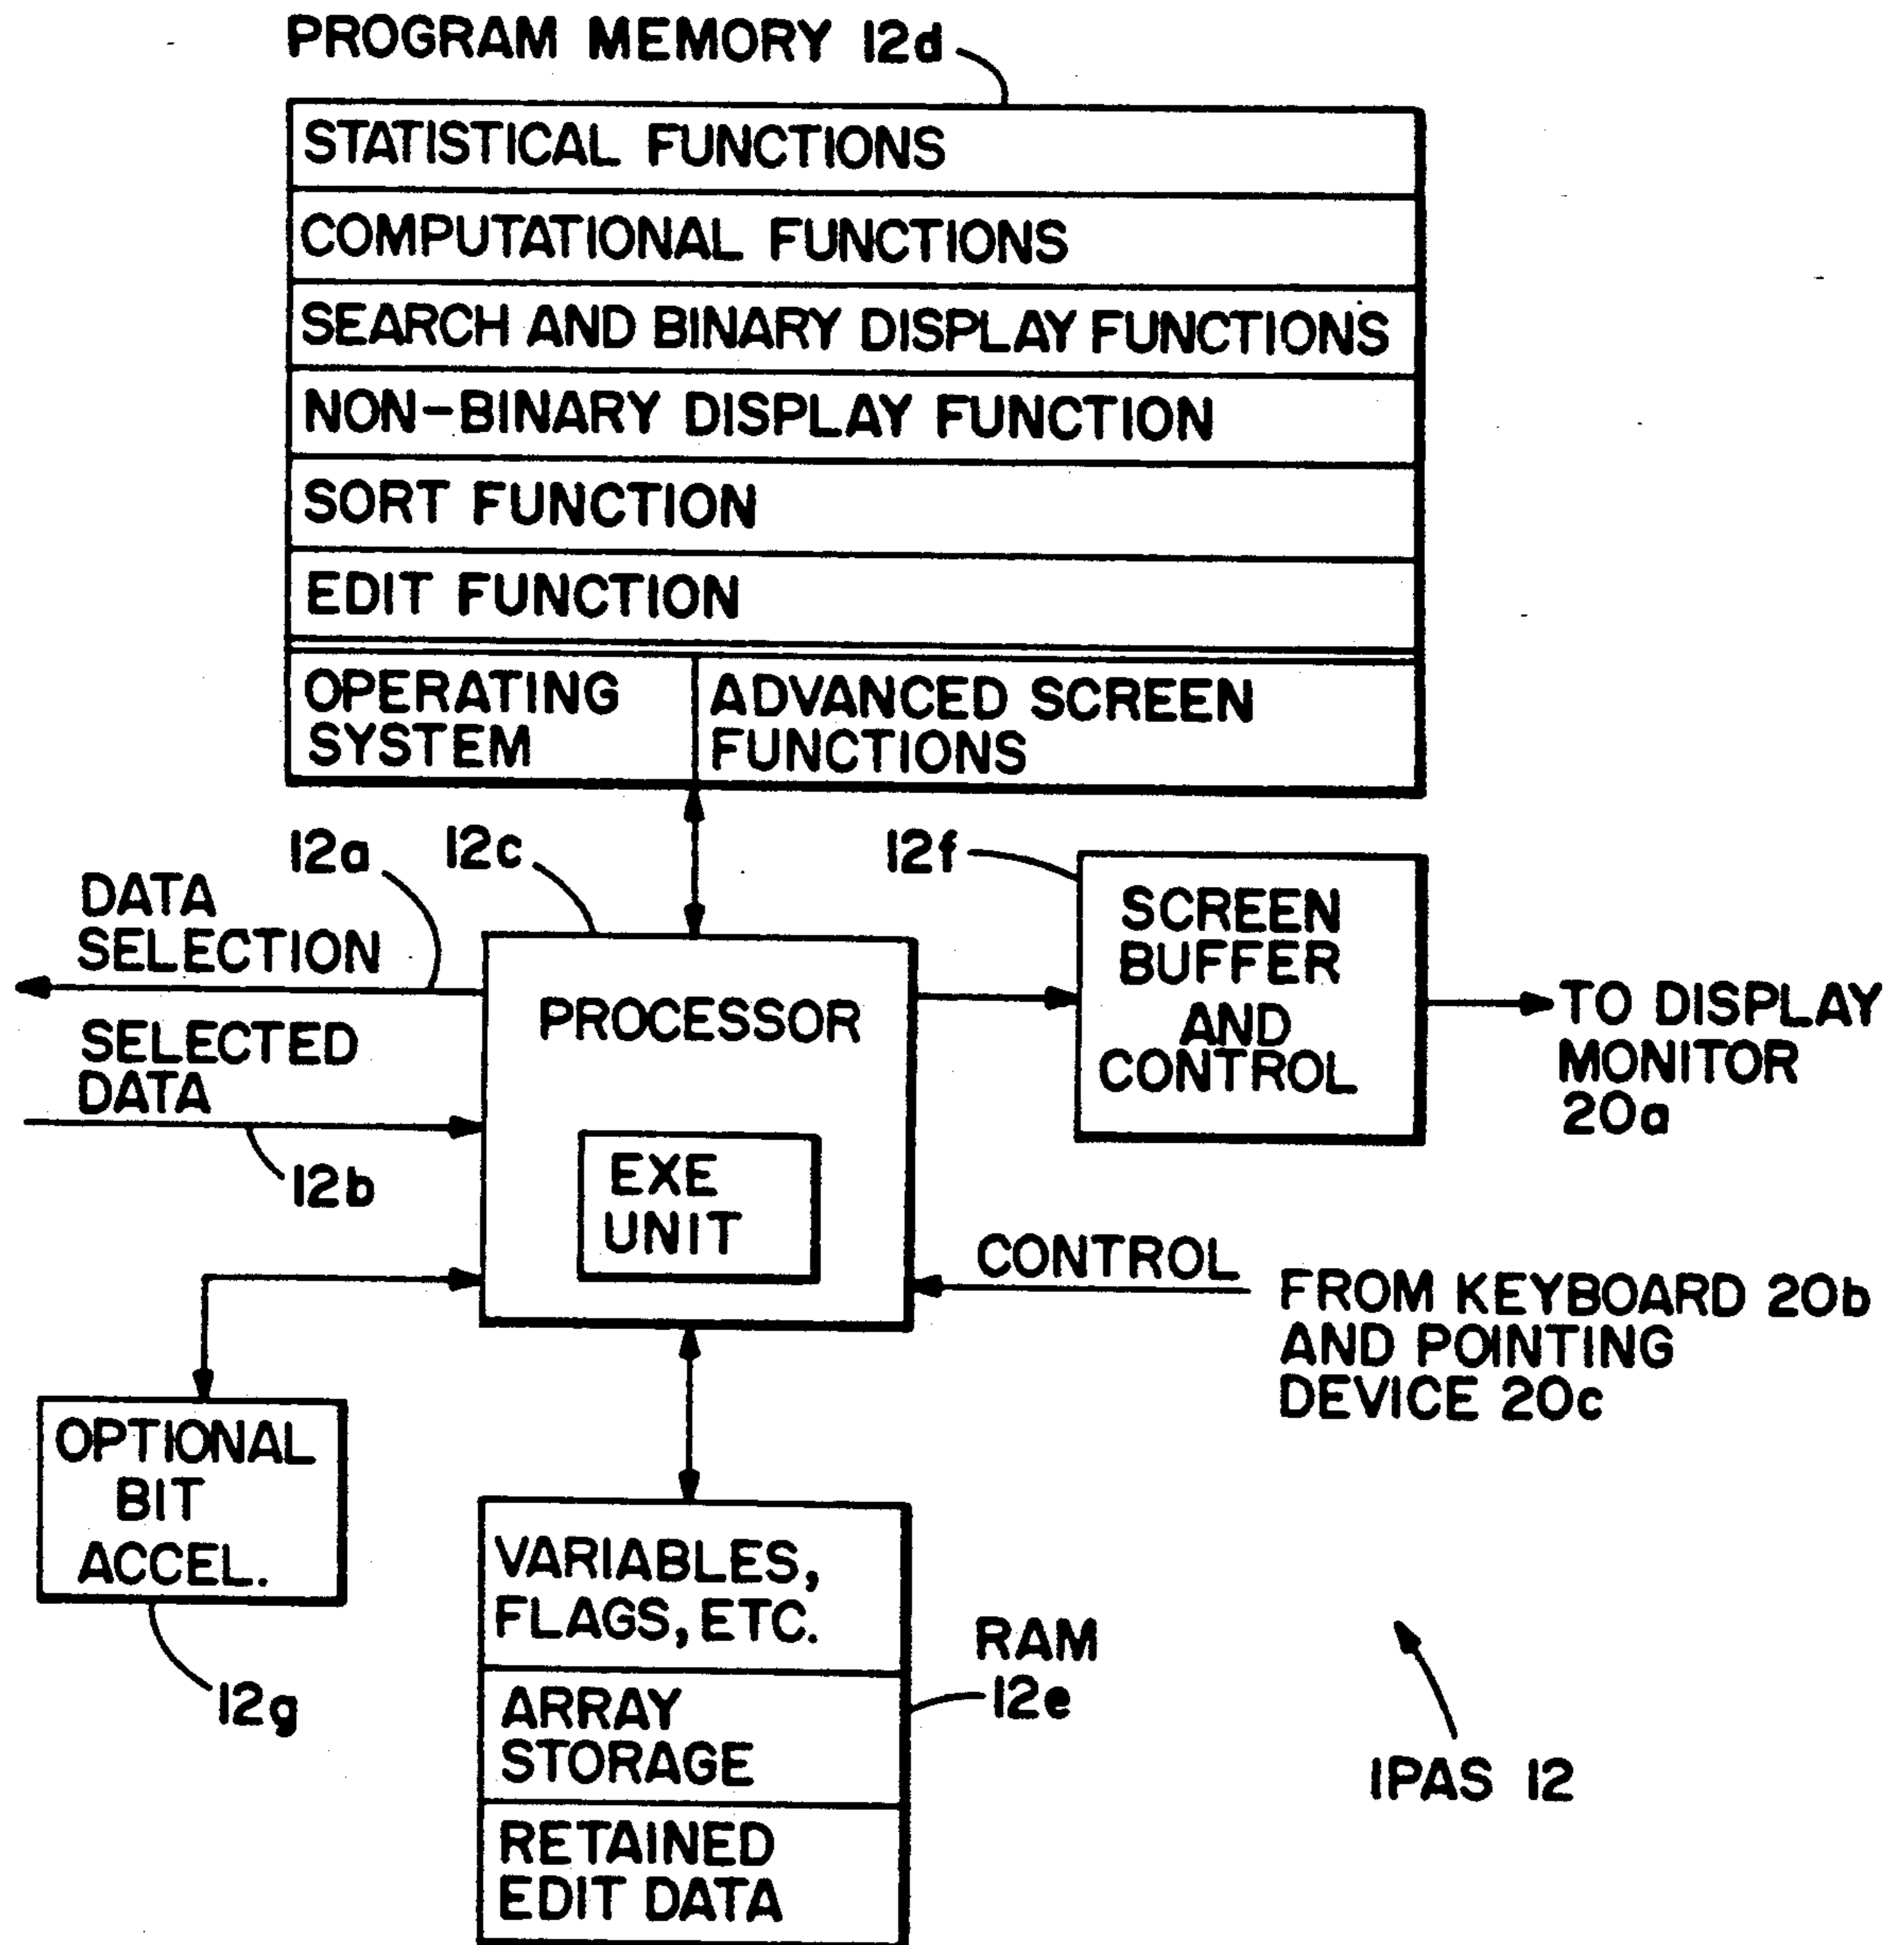 PROGRAM MEMORY 12d
STATISTICAL FUNCTIONS
COMPUTATIONAL FUNCTIONS
SEARCH AND BINARY DISPLAY FUNCTIONS
NON-BINARY DISPLAY FUNCTION
SORT FUNCTION
EDIT FUNCTION
OPERATING
SYSTEM
ADVANCED SCREEN
FUNCTIONS
12a
12c
12f
DATA
SELECTION
SELECTED
DATA
12b
PROCESSOR
EXE
UNIT
SCREEN
BUFFER
AND
CONTROL
TO DISPLAY
MONITOR
20a
CONTROL
FROM KEYBOARD 20b
AND POINTING
DEVICE 20c
OPTIONAL
BIT
ACCEL.
12g
VARIABLES,
FLAGS, ETC.
ARRAY
STORAGE
RETAINED
EDIT DATA
RAM
12e
IPAS 12